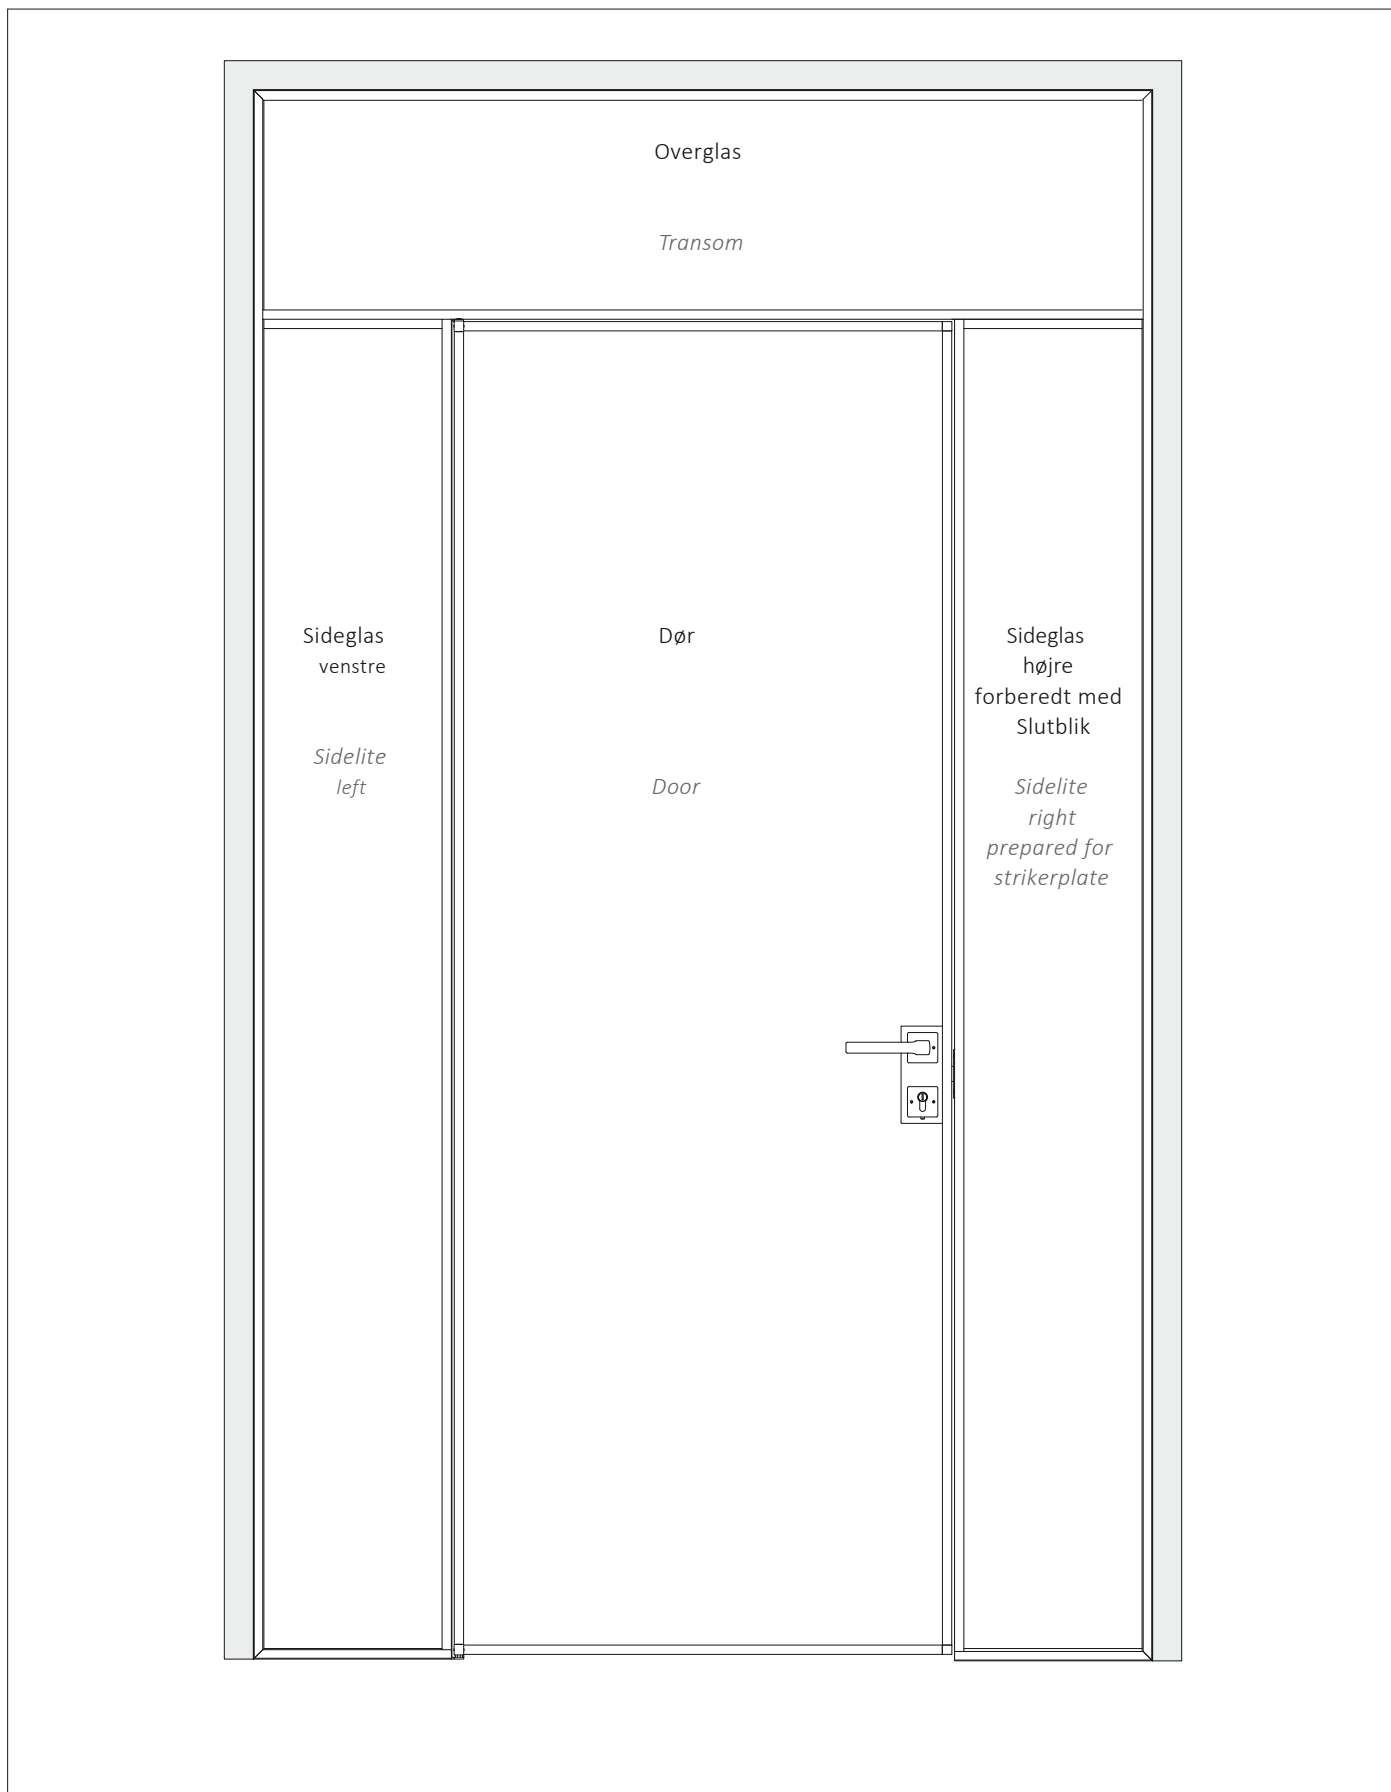 Overglas
Transom
Sideglas
venstre
Sidelite
left
Dør
Door
Sideglas
højre
forberedt med
Slutblik
Sidelite
right
prepared for
strikerplate